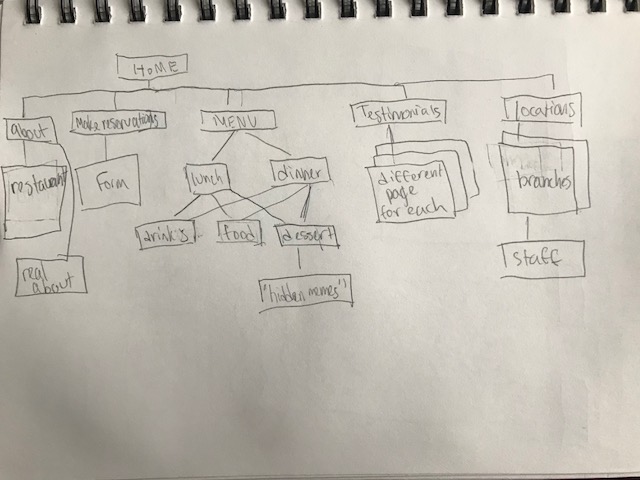 HOME
about
Make reservations
MENU
Testimonials
locations
restaurant
Form
lunch
dinner
different
page
for each
branches
drinks
food
dessert
real
about
"hidden memes"
staff